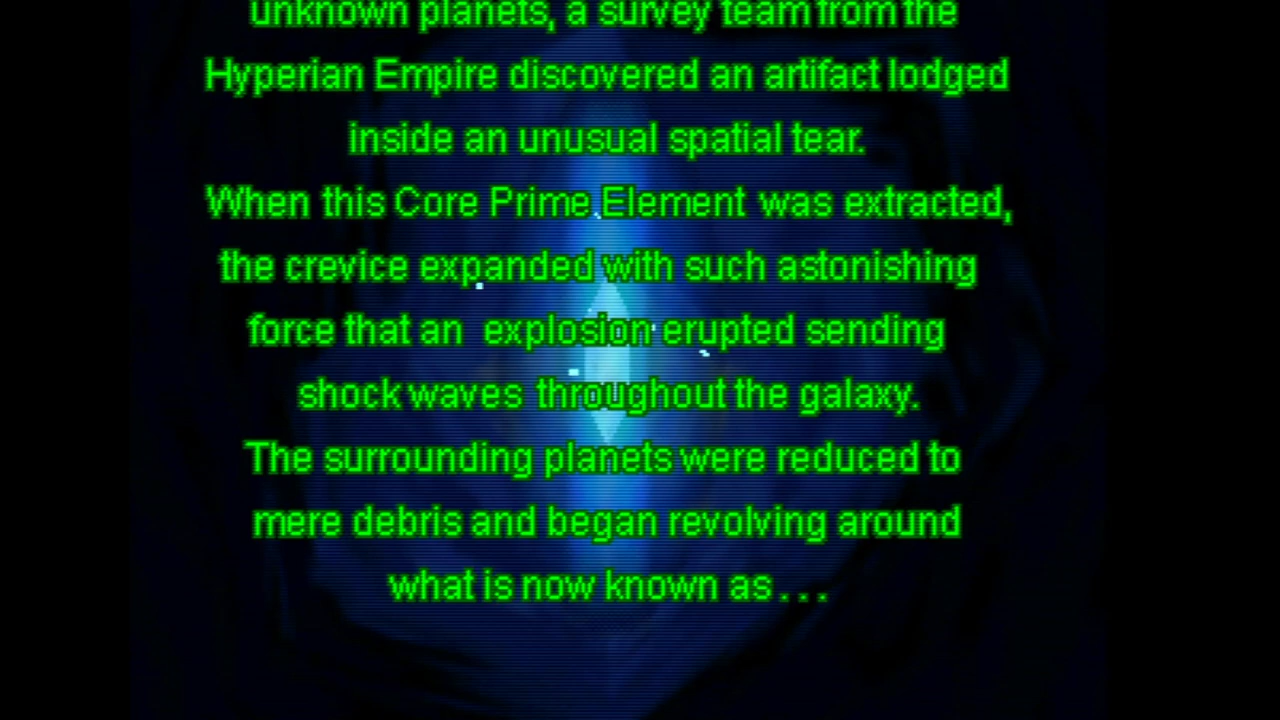 unknown planets, a survey team from the
Hyperian Empire discovered an artifact lodged
inside an unusual spatial tear.
When this Core Prime Element was extracted,
the crevice expanded with such astonishing
force that an explosion erupted sending
shock waves throughout the galaxy.
The surrounding planets were reduced to
mere debris and began revolving around
what is now known as . . .